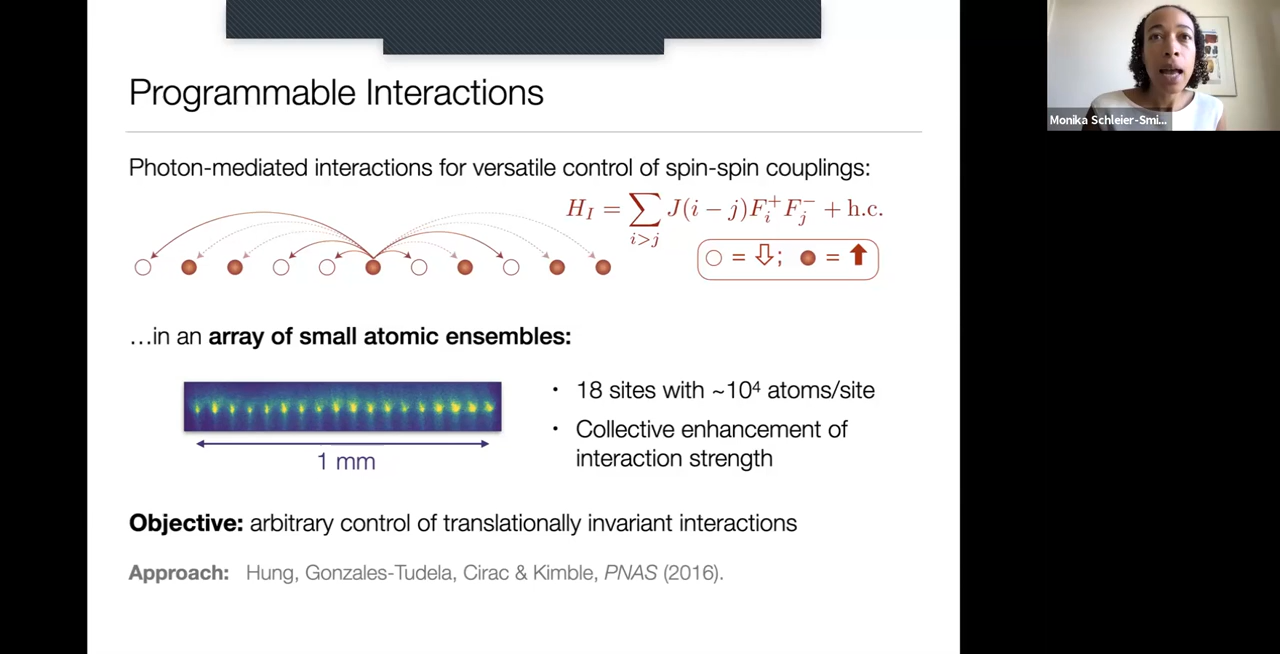 Programmable Interactions
Monika Schleier-Smi...
Photon-mediated interactions for versatile control of spin-spin couplings:
H_I = ∑_{i>j} J(i − j)F_i^+ F_j^- + h.c.
○ = ⇩; ● = ⬆
…in an array of small atomic ensembles:
· 18 sites with ~10⁴ atoms/site
· Collective enhancement of
interaction strength
1 mm
Objective: arbitrary control of translationally invariant interactions
Approach: Hung, Gonzales-Tudela, Cirac & Kimble, PNAS (2016).